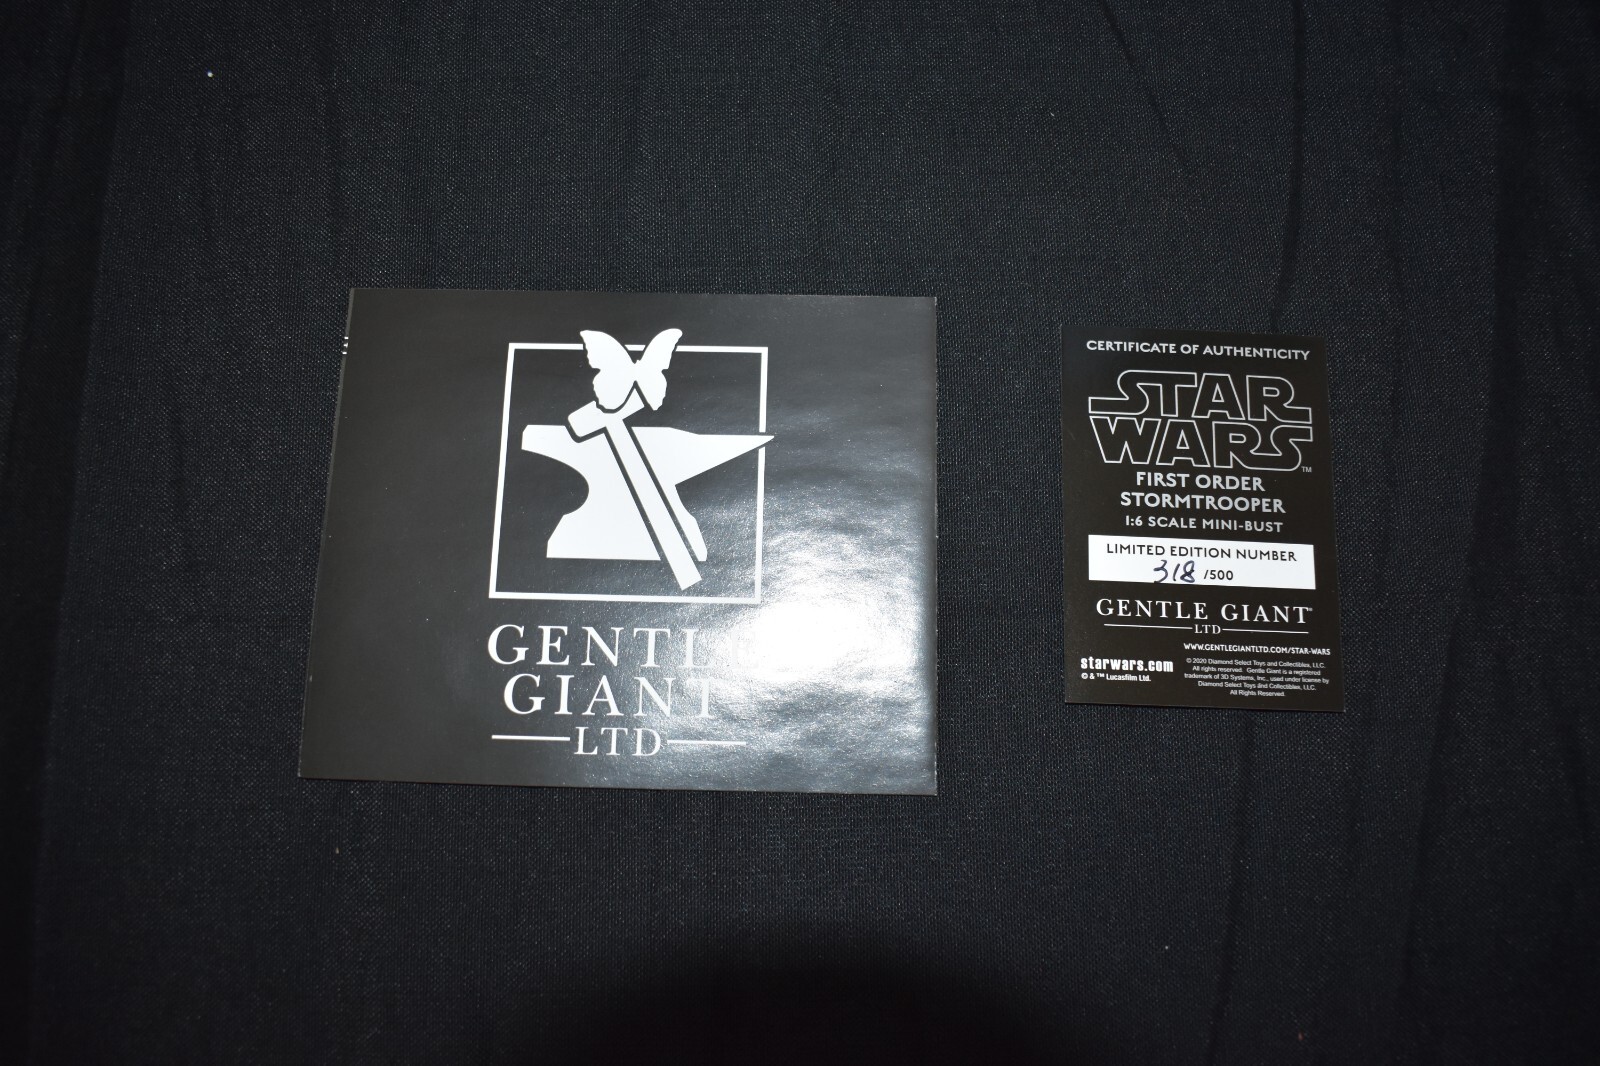 GENTLE
GIANT
LTD
CERTIFICATE OF AUTHENTICITY
STAR
WARS™
FIRST ORDER
STORMTROOPER
1:6 SCALE MINI-BUST
LIMITED EDITION NUMBER
318 /500
GENTLE GIANT®
LTD
WWW.GENTLEGIANTLTD.COM/STAR-WARS
starwars.com
© & ™ Lucasfilm Ltd.
© 2020 Diamond Select Toys and Collectibles, LLC.
All rights reserved. Gentle Giant is a registered
trademark of 3D Systems, Inc., used under license by
Diamond Select Toys and Collectibles, LLC.
All Rights Reserved.